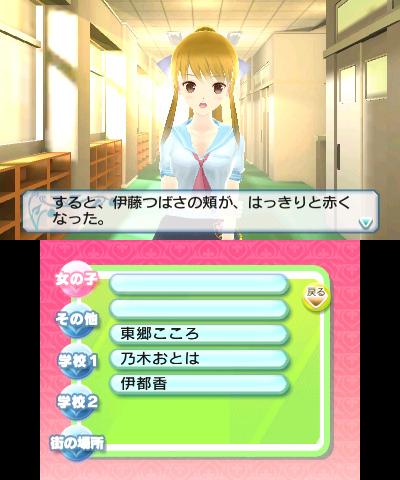 すると、伊藤つばさの頬が、はっきりと赤く
なった。
女の子
戻る
その他
東郷こころ
学校1
乃木おとは
伊都香
学校2
街の場所